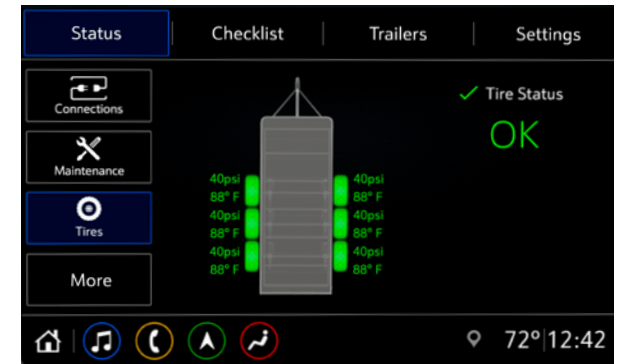 Status
Checklist
Trailers
Settings
Connections
Maintenance
Tires
More
40psi
88° F
40psi
88° F
40psi
88° F
40psi
88° F
40psi
88° F
40psi
88° F
Tire Status
OK
72° 12:42